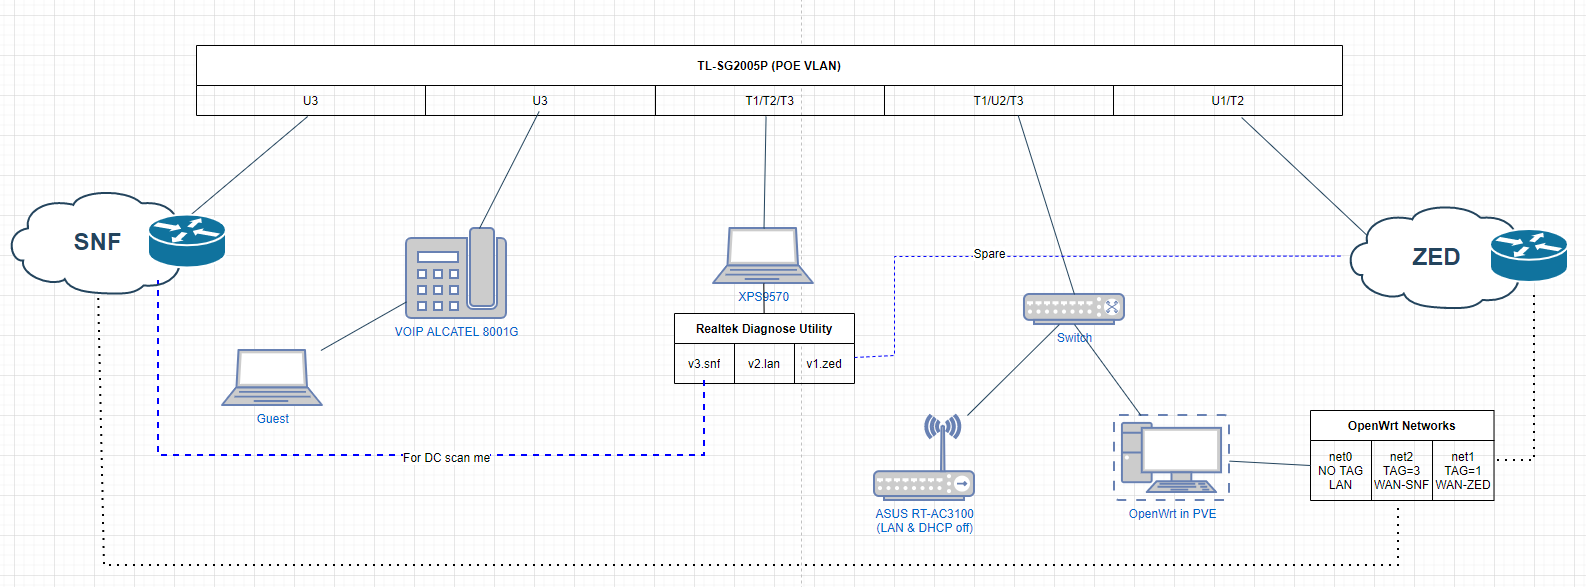 TL-SG2005P (POE VLAN)
U3
U3
T1/T2/T3
T1/U2/T3
U1/T2
SNF
ZED
Spare
XPS9570
VOIP ALCATEL 8001G
Realtek Diagnose Utility
v3.snf
v2.lan
v1.zed
Switch
Guest
For DC scan me
OpenWrt Networks
net0
NO TAG
LAN
net2
TAG=3
WAN-SNF
net1
TAG=1
WAN-ZED
ASUS RT-AC3100
(LAN & DHCP off)
OpenWrt in PVE